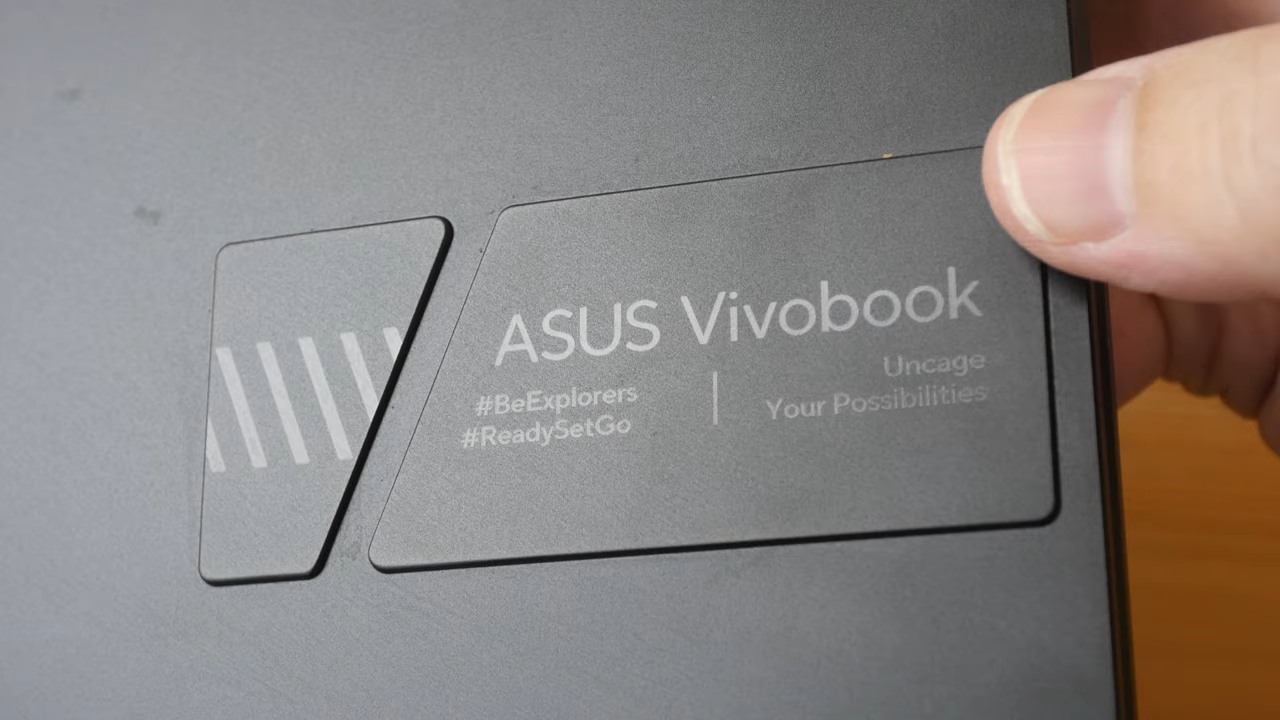 ASUS Vivobook
#BeExplorers
#ReadySetGo
Uncage
Your Possibilities